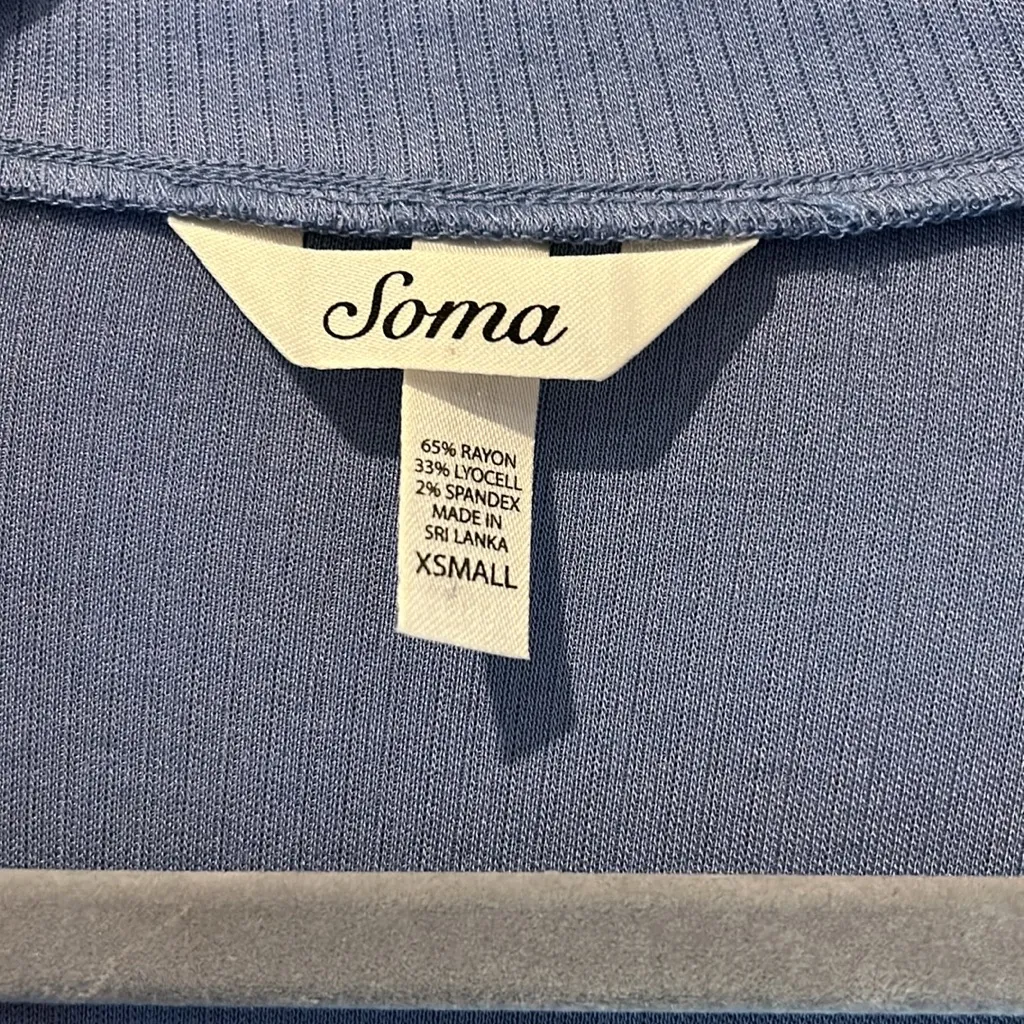 Soma
65% RAYON
33% LYOCELL
2% SPANDEX
MADE IN
SRI LANKA
XSMALL